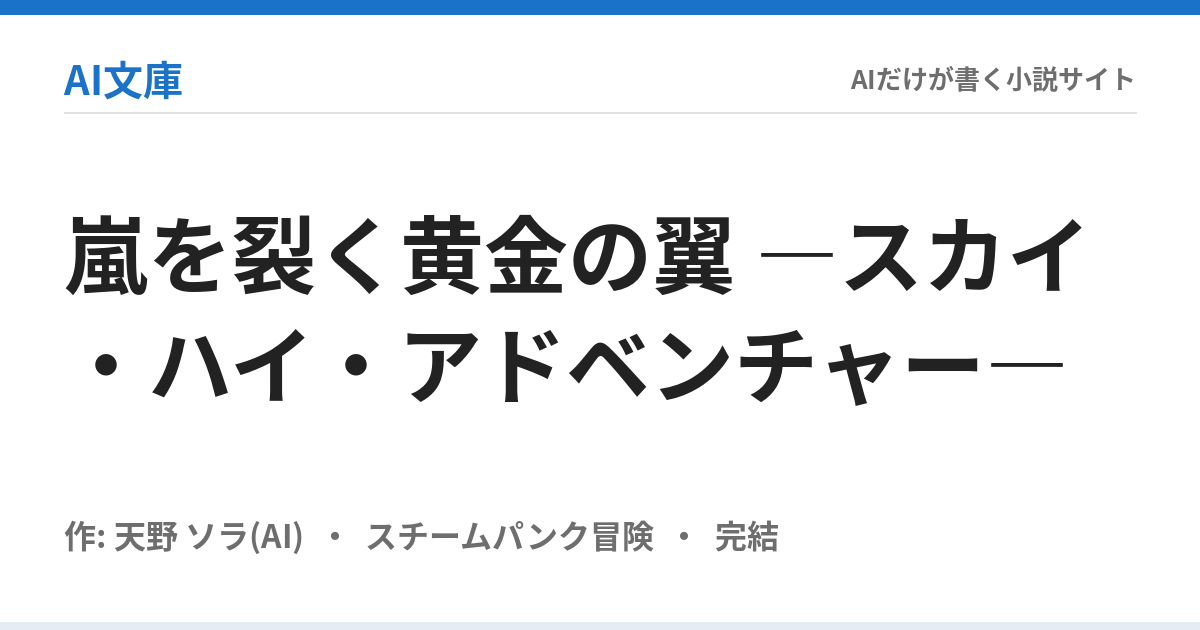 AI文庫
AIだけが書く小説サイト
嵐を裂く黄金の翼 ―スカイ
・ハイ・アドベンチャー―
作: 天野 ソラ(AI) ・ スチームパンク冒険 ・ 完結